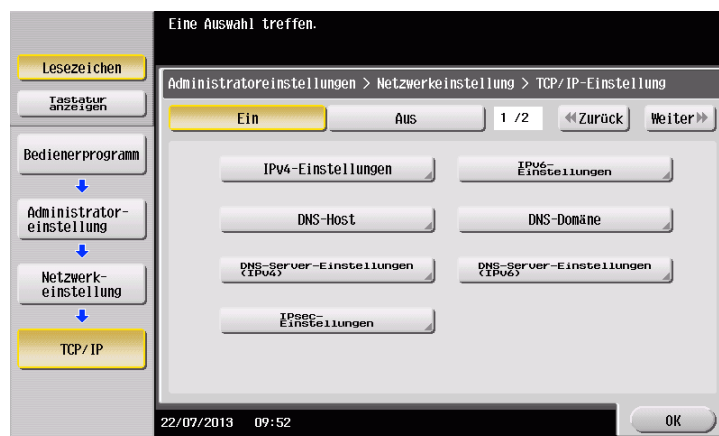 Eine Auswahl treffen.
Lesezeichen
Tastatur
anzeigen
Bedienerprogramm
Administrator-
einstellung
Netzwerk-
einstellung
TCP/IP
Administratoreinstellungen > Netzwerkeinstellung > TCP/IP-Einstellung
Ein
Aus
1 /2
Zurück
Weiter
IPv4-Einstellungen
IPv6-
Einstellungen
DNS-Host
DNS-Domäne
DNS-Server-Einstellungen
(IPv4)
DNS-Server-Einstellungen
(IPv6)
IPsec-
Einstellungen
22/07/2013 09:52
OK